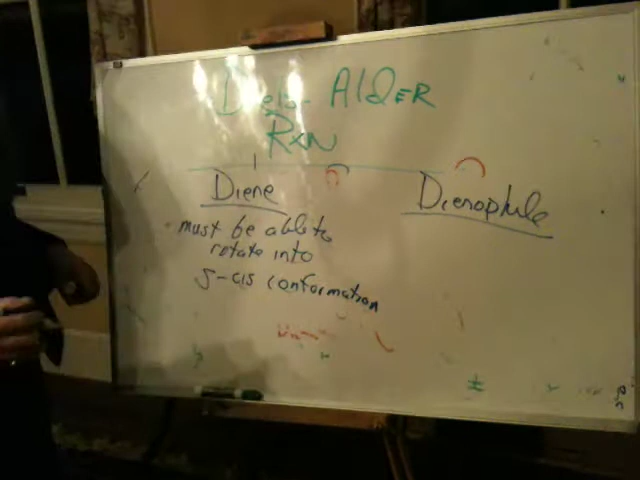 Diels-Alder
Rxn
Diene
Dienophile
must be able to
rotate into
s-cis conformation